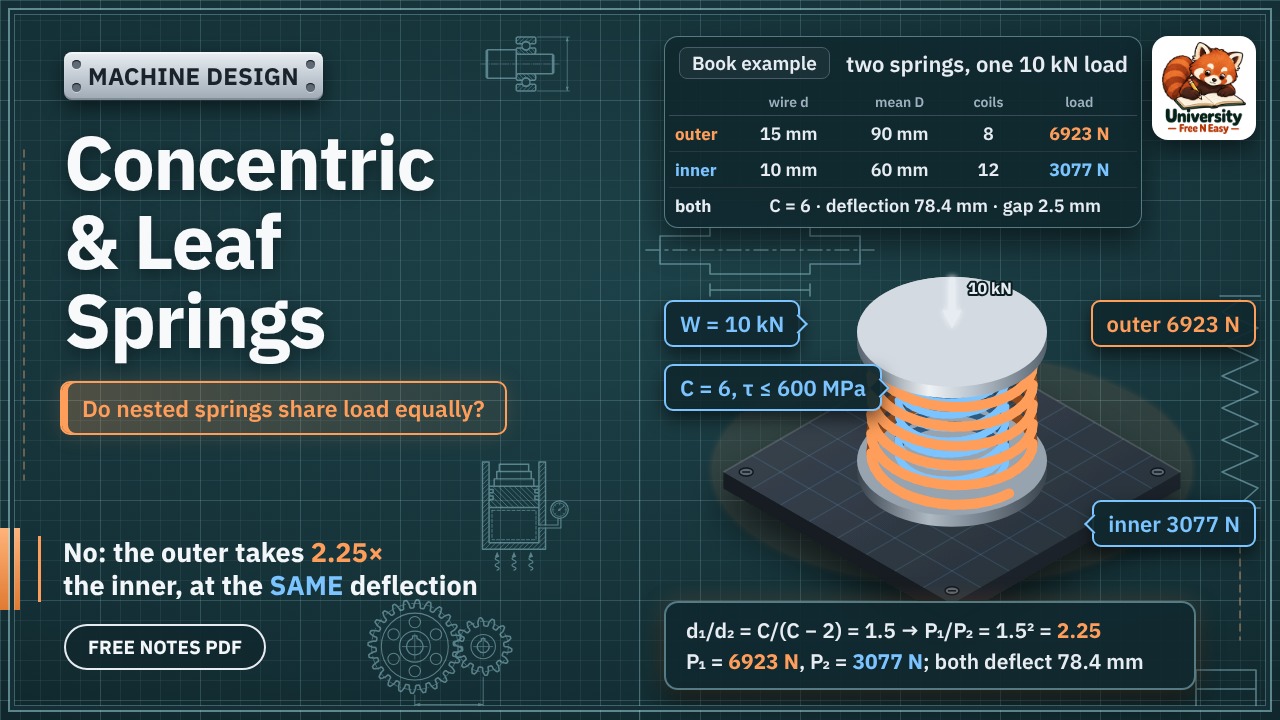 MACHINE DESIGN
Concentric
& Leaf
Springs
Do nested springs share load equally?
No: the outer takes 2.25×
the inner, at the SAME deflection
FREE NOTES PDF
Book example two springs, one 10 kN load
wire d mean D coils load
outer 15 mm 90 mm 8 6923 N
inner 10 mm 60 mm 12 3077 N
both C = 6 · deflection 78.4 mm · gap 2.5 mm
University
Free N Easy
10 kN
W = 10 kN
outer 6923 N
C = 6, τ ≤ 600 MPa
inner 3077 N
d₁/d₂ = C/(C − 2) = 1.5 → P₁/P₂ = 1.5² = 2.25
P₁ = 6923 N, P₂ = 3077 N; both deflect 78.4 mm